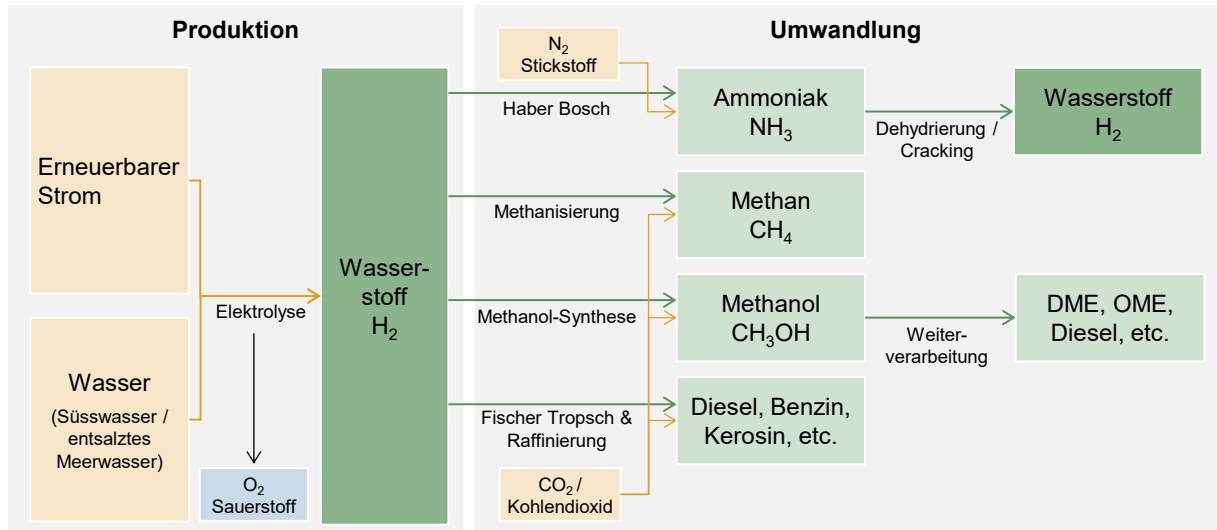 Produktion
Erneuerbarer
Strom
Wasser
(Süsswasser /
entsalztes
Meerwasser)
Elektrolyse
O₂
Sauerstoff
Wasser-
stoff
H₂
Umwandlung
N₂
Stickstoff
Haber Bosch
Ammoniak
NH₃
Dehydrierung /
Cracking
Wasserstoff
H₂
Methanisierung
Methan
CH₄
Methanol-Synthese
Methanol
CH₃OH
Weiter-
verarbeitung
DME, OME,
Diesel, etc.
Fischer Tropsch &
Raffinierung
Diesel, Benzin,
Kerosin, etc.
CO₂ /
Kohlendioxid